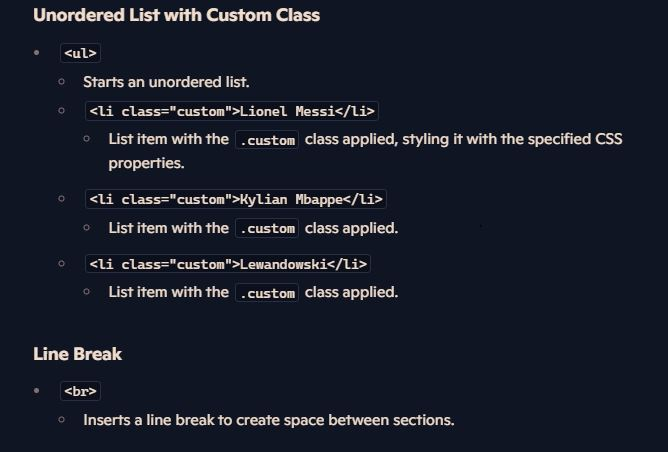 Unordered List with Custom Class
<ul>
Starts an unordered list.
<li class="custom">Lionel Messi</li>
List item with the .custom class applied, styling it with the specified CSS
properties.
<li class="custom">Kylian Mbappe</li>
List item with the .custom class applied.
<li class="custom">Lewandowski</li>
List item with the .custom class applied.
Line Break
<br>
Inserts a line break to create space between sections.